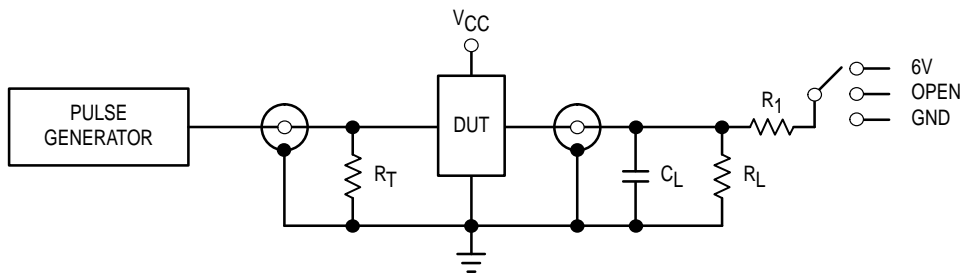 VCC
PULSE
GENERATOR
DUT
RT
CL
RL
R1
6V
OPEN
GND